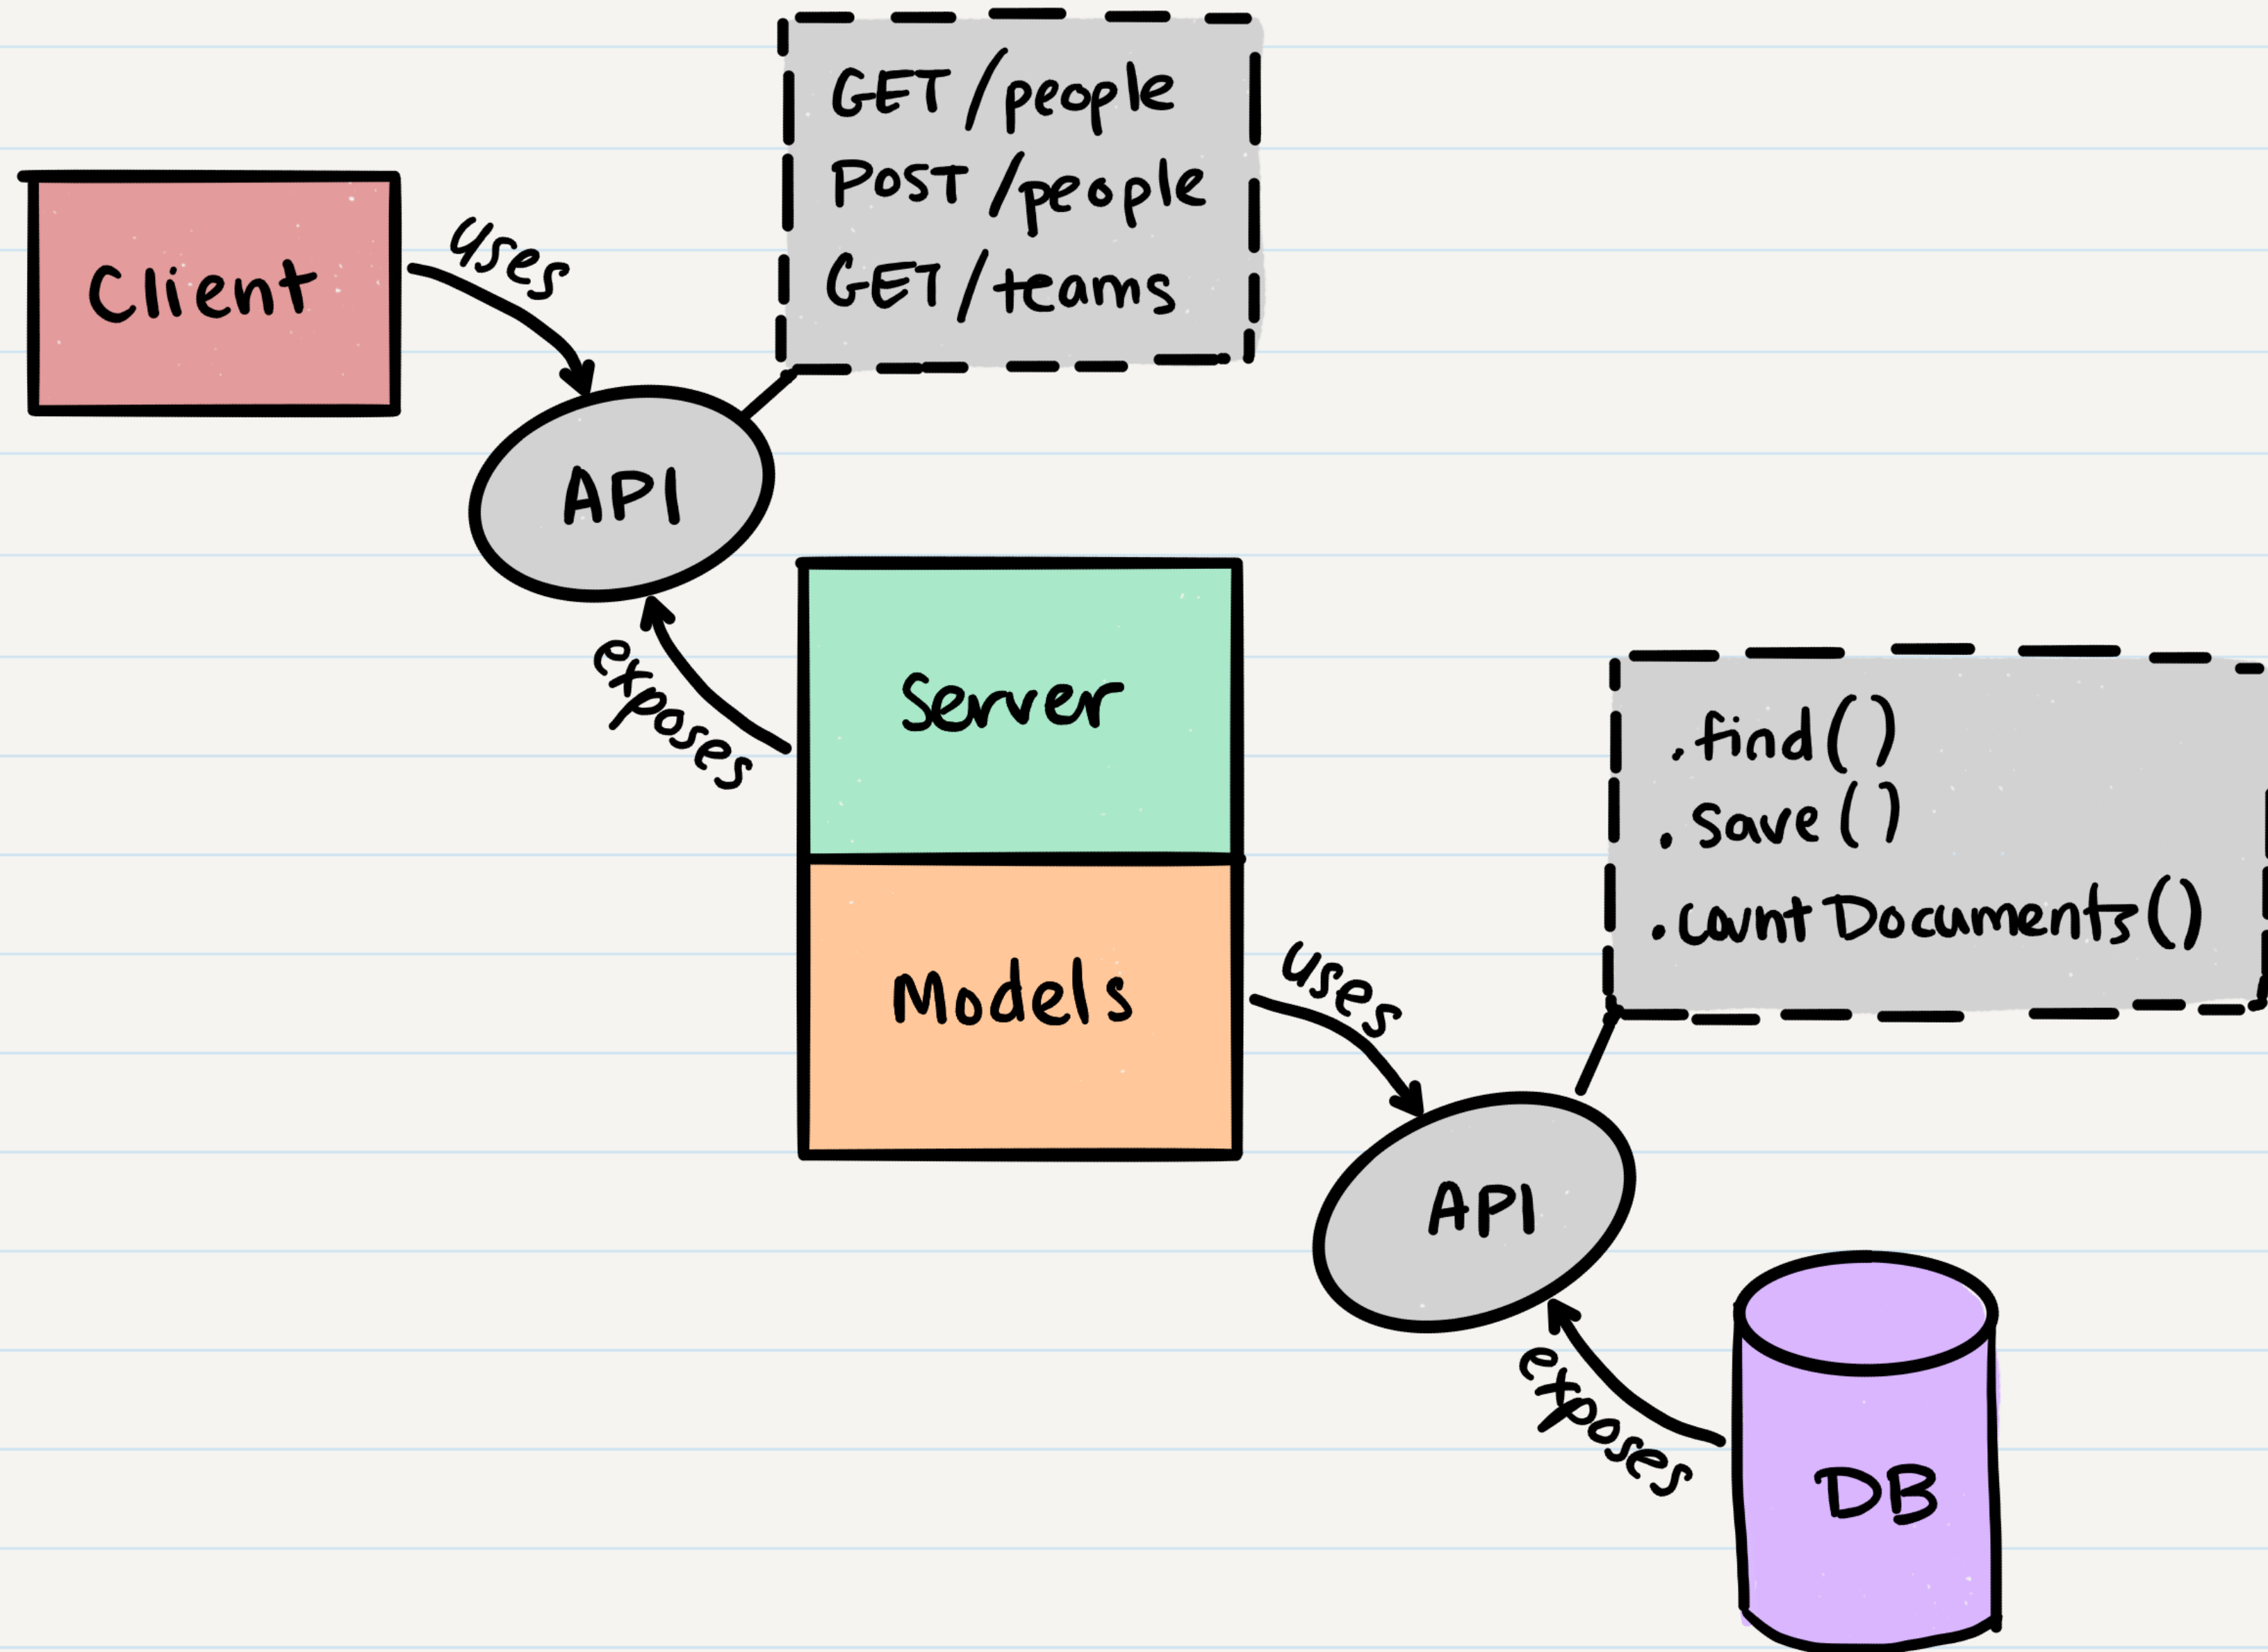 GET /people
POST /people
GET /teams
Client
uses
API
exposes
Server
Models
.find()
.save()
.countDocuments()
uses
API
exposes
DB